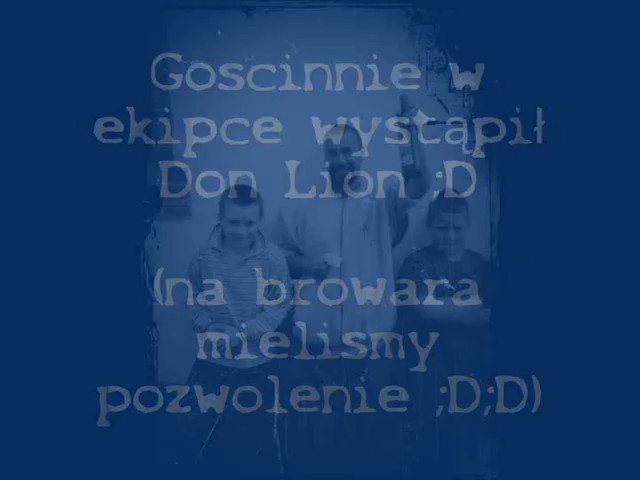 Goscinnie w
ekipce wystąpił
Don Lion ;D
(na browara
mielismy
pozwolenie ;D;D)